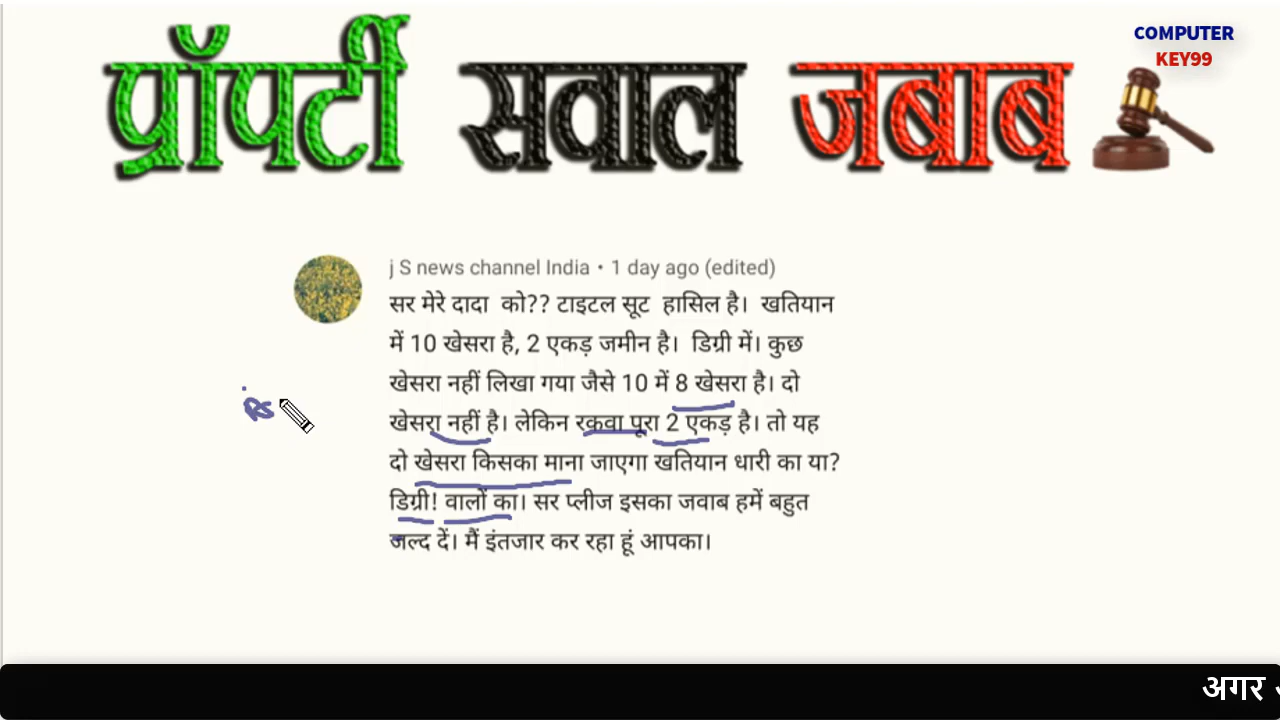 प्रॉपर्टी सवाल जबाब
COMPUTER
KEY99
j S news channel India • 1 day ago (edited)
सर मेरे दादा को?? टाइटल सूट हासिल है। खतियान
में 10 खेसरा है, 2 एकड़ जमीन है। डिग्री में। कुछ
खेसरा नहीं लिखा गया जैसे 10 में 8 खेसरा है। दो
खेसरा नहीं है। लेकिन रकवा पूरा 2 एकड़ है। तो यह
दो खेसरा किसका माना जाएगा खतियान धारी का या?
डिग्री! वालों का। सर प्लीज इसका जवाब हमें बहुत
जल्द दें। मैं इंतजार कर रहा हूं आपका।
अगर